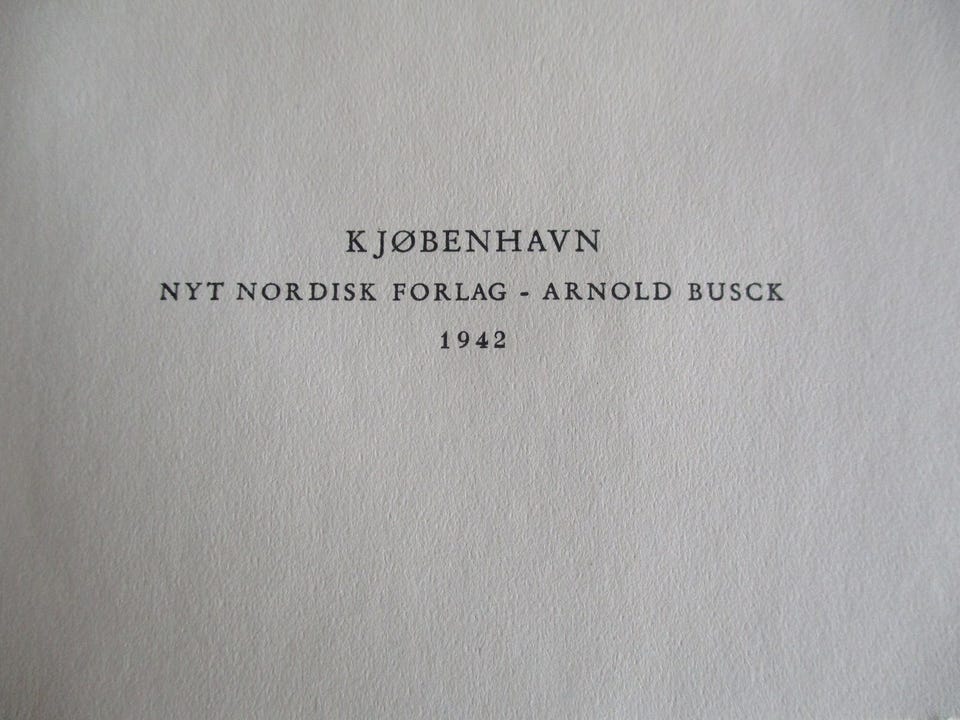 KJØBENHAVN
NYT NORDISK FORLAG - ARNOLD BUSCK
1942